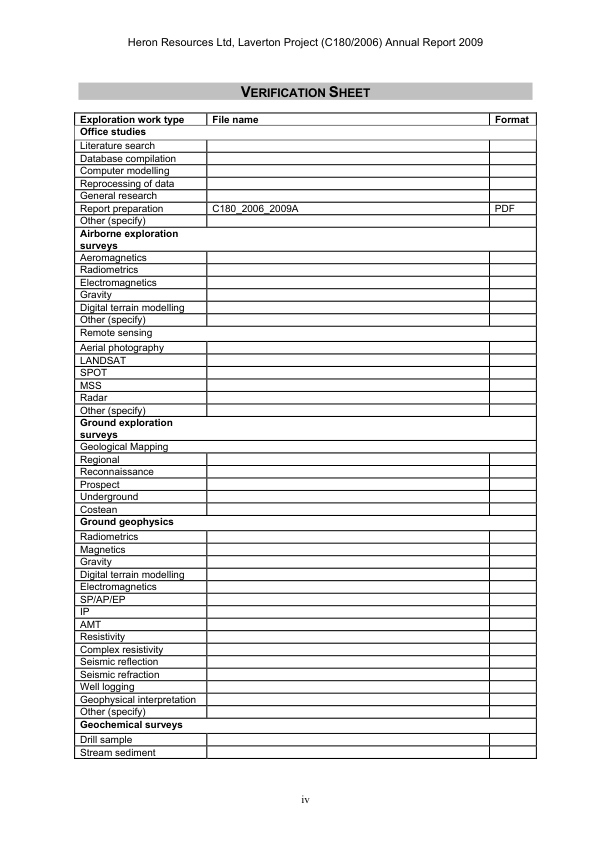 Heron Resources Ltd, Laverton Project (C180/2006) Annual Report 2009
VERIFICATION SHEET
Exploration work type File name Format
Office studies
Literature search
Database compilation
Computer modelling
Reprocessing of data
General research
Report preparation C180_2006_2009A PDF
Other (specify)
Airborne exploration
surveys
Aeromagnetics
Radiometrics
Electromagnetics
Gravity
Digital terrain modelling
Other (specify)
Remote sensing
Aerial photography
LANDSAT
SPOT
MSS
Radar
Other (specify)
Ground exploration
surveys
Geological Mapping
Regional
Reconnaissance
Prospect
Underground
Costean
Ground geophysics
Radiometrics
Magnetics
Gravity
Digital terrain modelling
Electromagnetics
SP/AP/EP
IP
AMT
Resistivity
Complex resistivity
Seismic reflection
Seismic refraction
Well logging
Geophysical interpretation
Other (specify)
Geochemical surveys
Drill sample
Stream sediment
iv